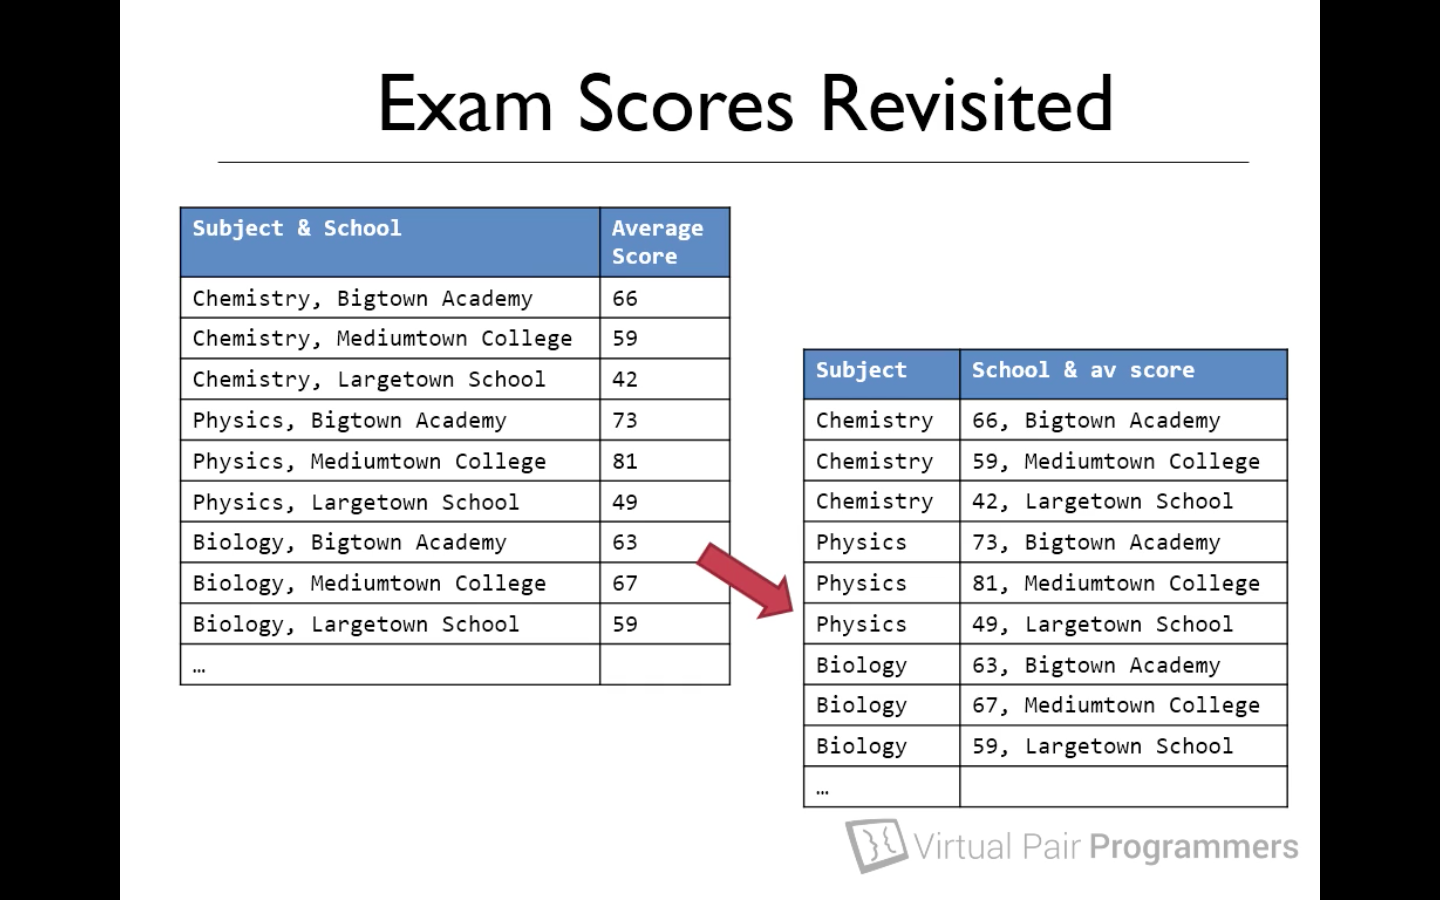 Exam Scores Revisited
Subject & School Average Score
Chemistry, Bigtown Academy 66
Chemistry, Mediumtown College 59
Chemistry, Largetown School 42
Physics, Bigtown Academy 73
Physics, Mediumtown College 81
Physics, Largetown School 49
Biology, Bigtown Academy 63
Biology, Mediumtown College 67
Biology, Largetown School 59
…
Subject School & av score
Chemistry 66, Bigtown Academy
Chemistry 59, Mediumtown College
Chemistry 42, Largetown School
Physics 73, Bigtown Academy
Physics 81, Mediumtown College
Physics 49, Largetown School
Biology 63, Bigtown Academy
Biology 67, Mediumtown College
Biology 59, Largetown School
…
Virtual Pair Programmers